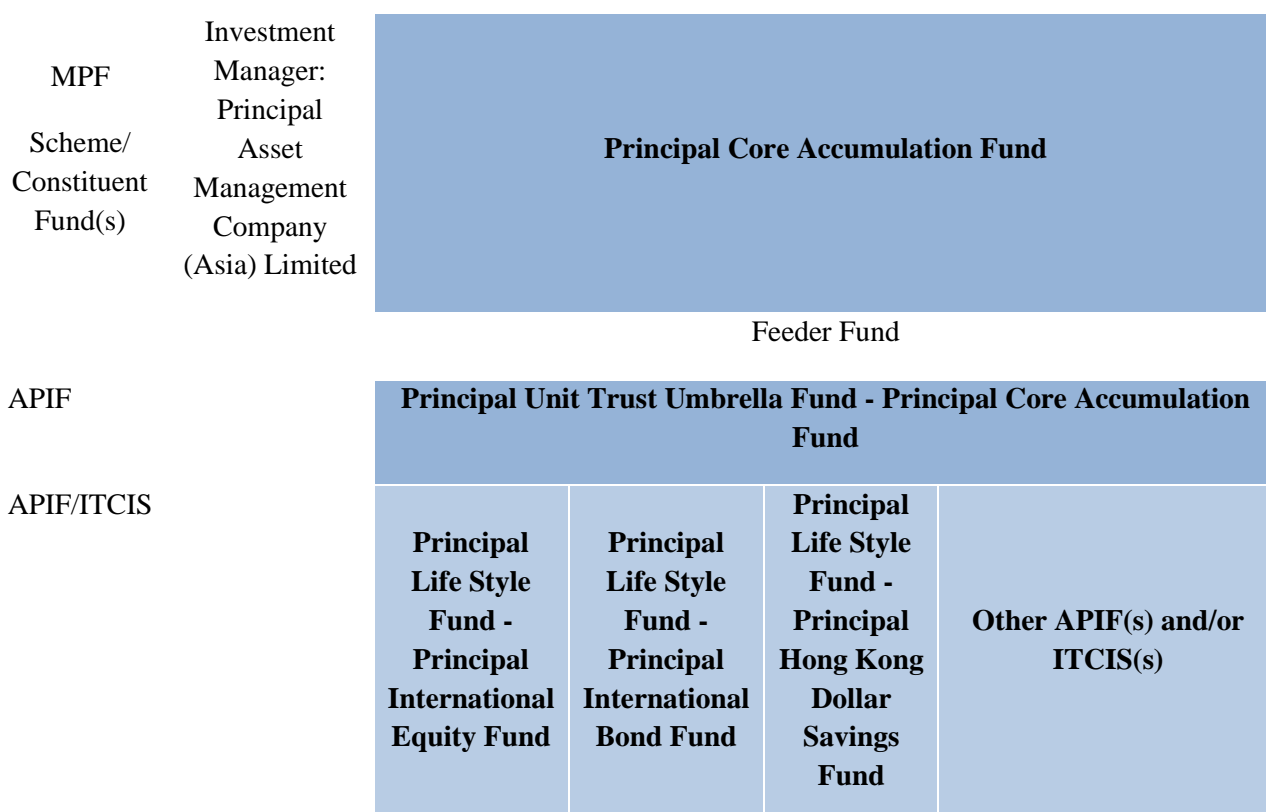 MPF
Scheme/
Constituent
Fund(s)
Investment
Manager:
Principal
Asset
Management
Company
(Asia) Limited
Principal Core Accumulation Fund
Feeder Fund
APIF
Principal Unit Trust Umbrella Fund - Principal Core Accumulation
Fund
APIF/ITCIS
Principal
Life Style
Fund -
Principal
International
Equity Fund
Principal
Life Style
Fund -
Principal
International
Bond Fund
Principal
Life Style
Fund -
Principal
Hong Kong
Dollar
Savings
Fund
Other APIF(s) and/or
ITCIS(s)